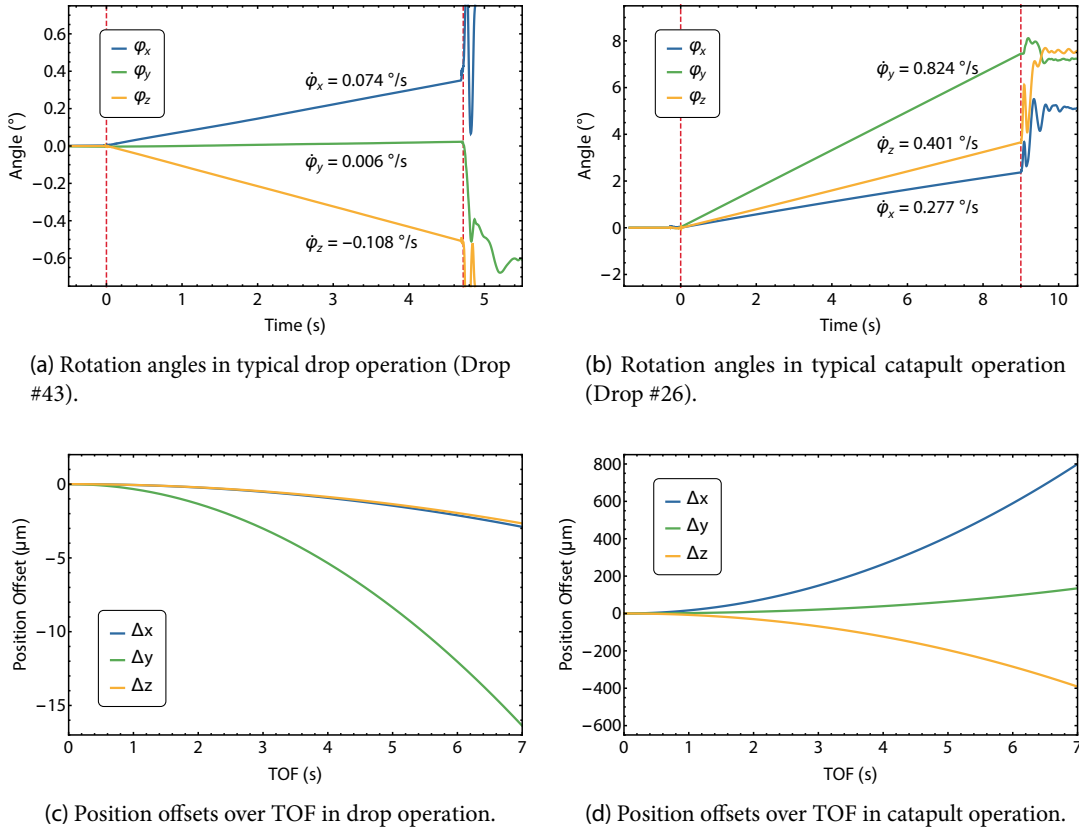 0.6
0.4
0.2
0.0
−0.2
−0.4
−0.6
Angle (°)
φx
φy
φz
φ̇x = 0.074 °/s
φ̇y = 0.006 °/s
φ̇z = −0.108 °/s
0 1 2 3 4 5
Time (s)
(a) Rotation angles in typical drop operation (Drop
#43).
8
6
4
2
0
−2
Angle (°)
φx
φy
φz
φ̇y = 0.824 °/s
φ̇z = 0.401 °/s
φ̇x = 0.277 °/s
0 2 4 6 8 10
Time (s)
(b) Rotation angles in typical catapult operation
(Drop #26).
0
−5
−10
−15
Position Offset (μm)
Δx
Δy
Δz
0 1 2 3 4 5 6 7
TOF (s)
(c) Position offsets over TOF in drop operation.
800
600
400
200
0
−200
−400
−600
Position Offset (μm)
Δx
Δy
Δz
0 1 2 3 4 5 6 7
TOF (s)
(d) Position offsets over TOF in catapult operation.